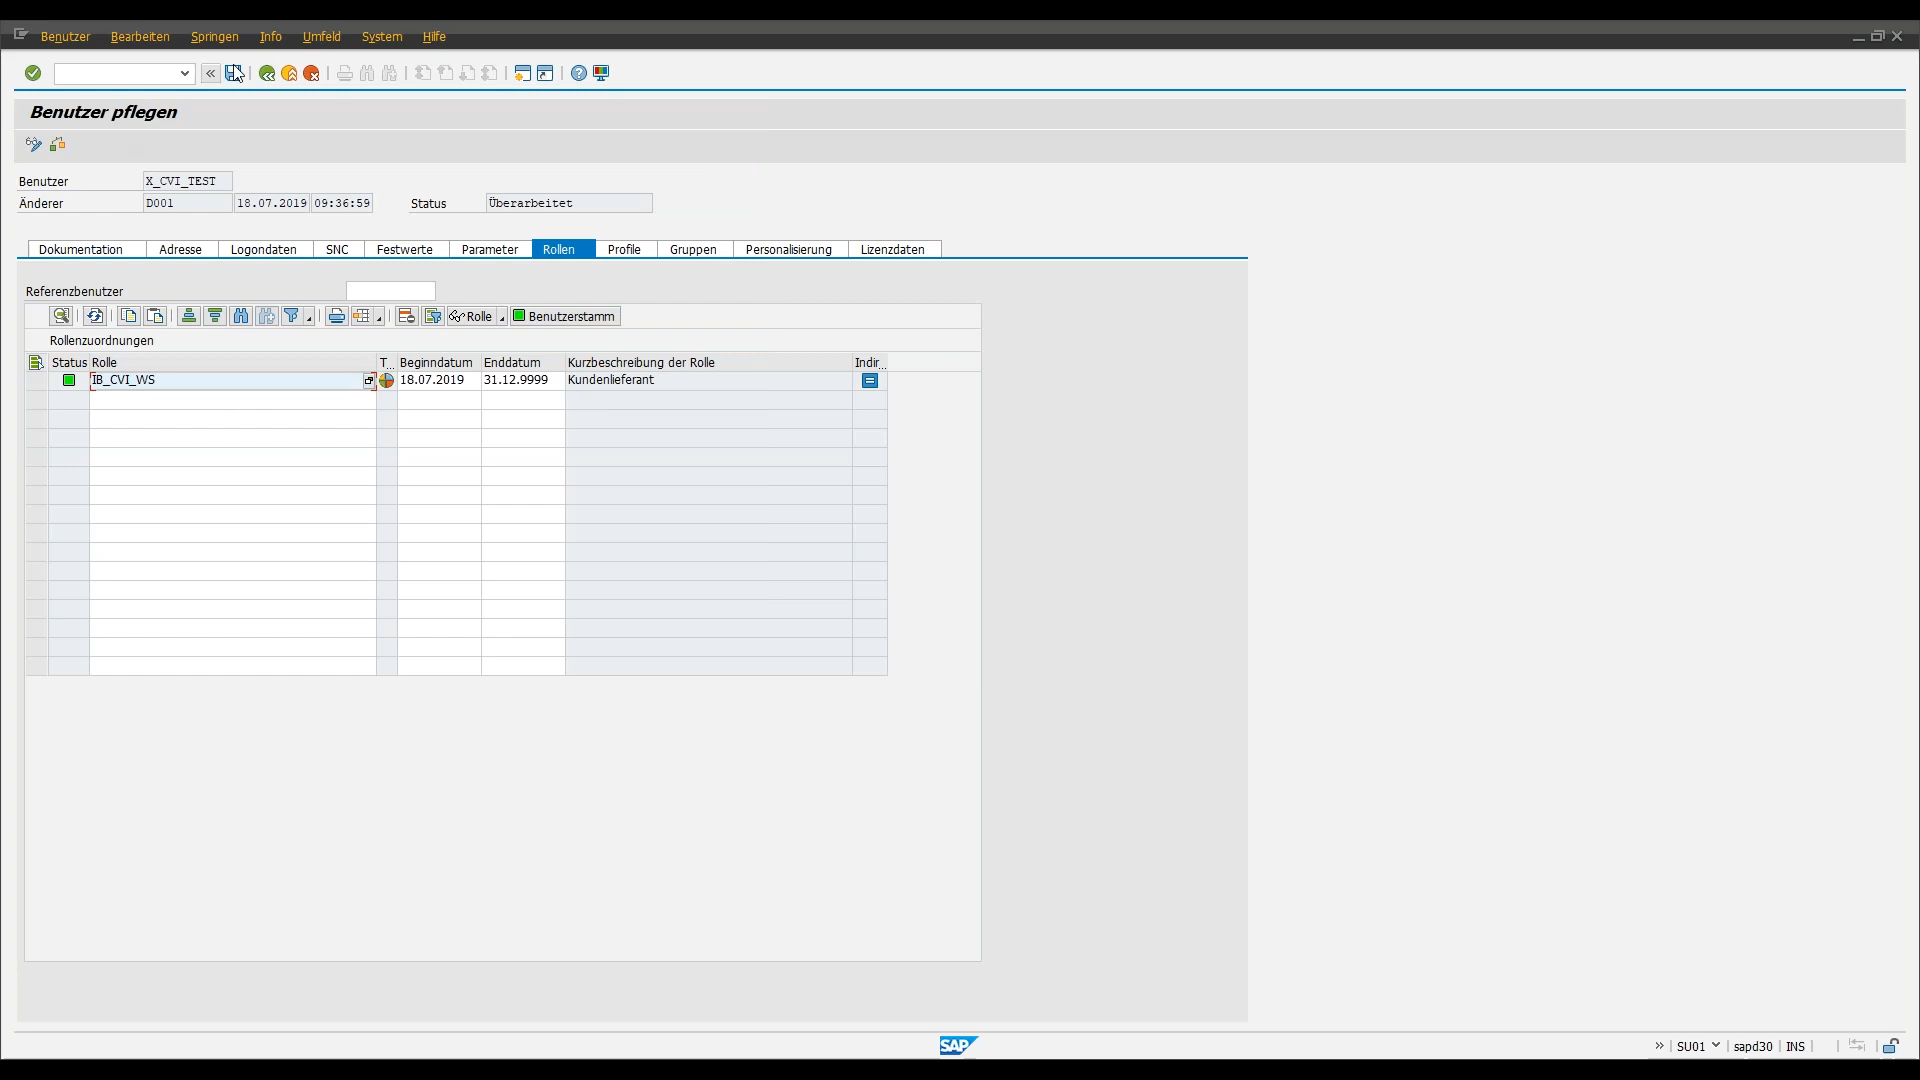 Benutzer Bearbeiten Springen Info Umfeld System Hilfe
Benutzer pflegen
Benutzer X_CVI_TEST
Änderer D001 18.07.2019 09:36:59 Status Überarbeitet
Dokumentation Adresse Logondaten SNC Festwerte Parameter Rollen Profile Gruppen Personalisierung Lizenzdaten
Referenzbenutzer
Rolle Benutzerstamm
Rollenzuordnungen
Status Rolle T... Beginndatum Enddatum Kurzbeschreibung der Rolle Indir...
IB_CVI_WS 18.07.2019 31.12.9999 Kundenlieferant
SAP SU01 sapd30 INS